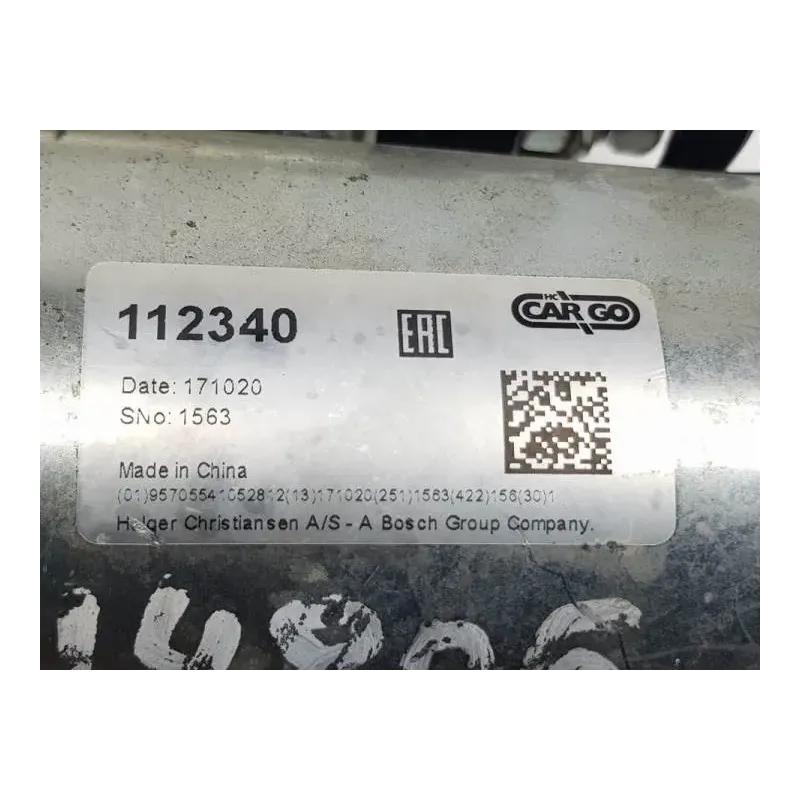 112340
EAC
HC
CARGO
Date: 171020
SNo: 1563
Made in China
(01)95705541052812(13)171020(251)1563(422)156(30)1
Holger Christiansen A/S - A Bosch Group Company.